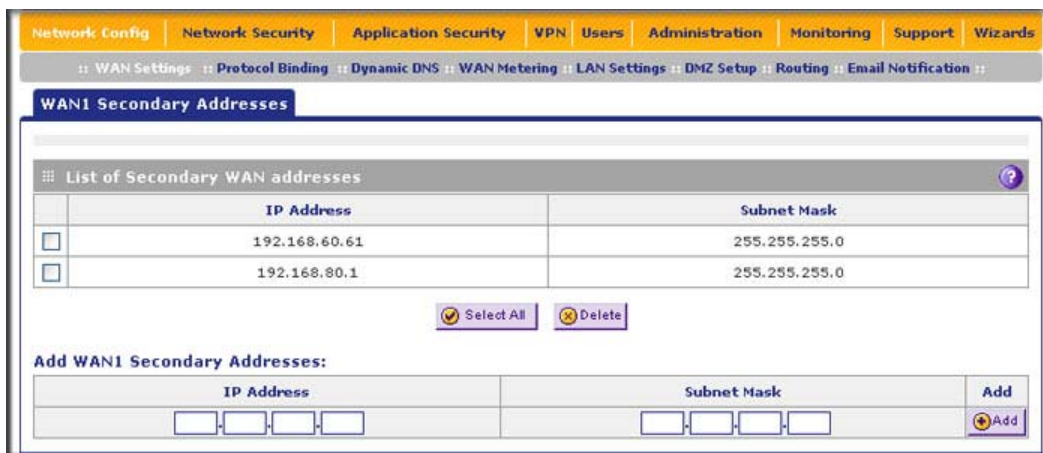 Network Config Network Security Application Security VPN Users Administration Monitoring Support Wizards
:: WAN Settings :: Protocol Binding :: Dynamic DNS :: WAN Metering :: LAN Settings :: DMZ Setup :: Routing :: Email Notification ::
WAN1 Secondary Addresses
List of Secondary WAN addresses ?
IP Address Subnet Mask
192.168.60.61 255.255.255.0
192.168.80.1 255.255.255.0
Select All Delete
Add WAN1 Secondary Addresses:
IP Address Subnet Mask Add
. . . . . . Add